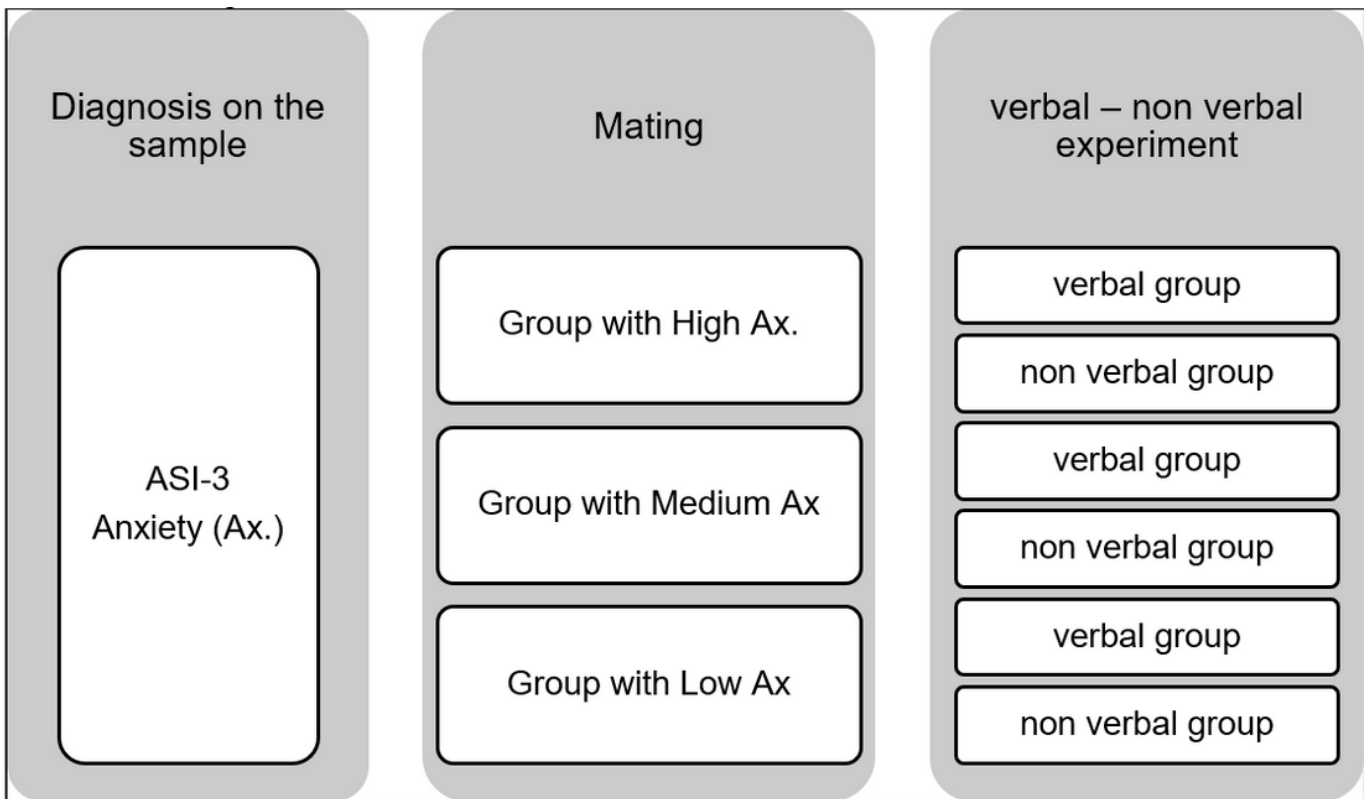 Diagnosis on the
sample
ASI-3
Anxiety (Ax.)
Mating
Group with High Ax.
Group with Medium Ax
Group with Low Ax
verbal – non verbal
experiment
verbal group
non verbal group
verbal group
non verbal group
verbal group
non verbal group